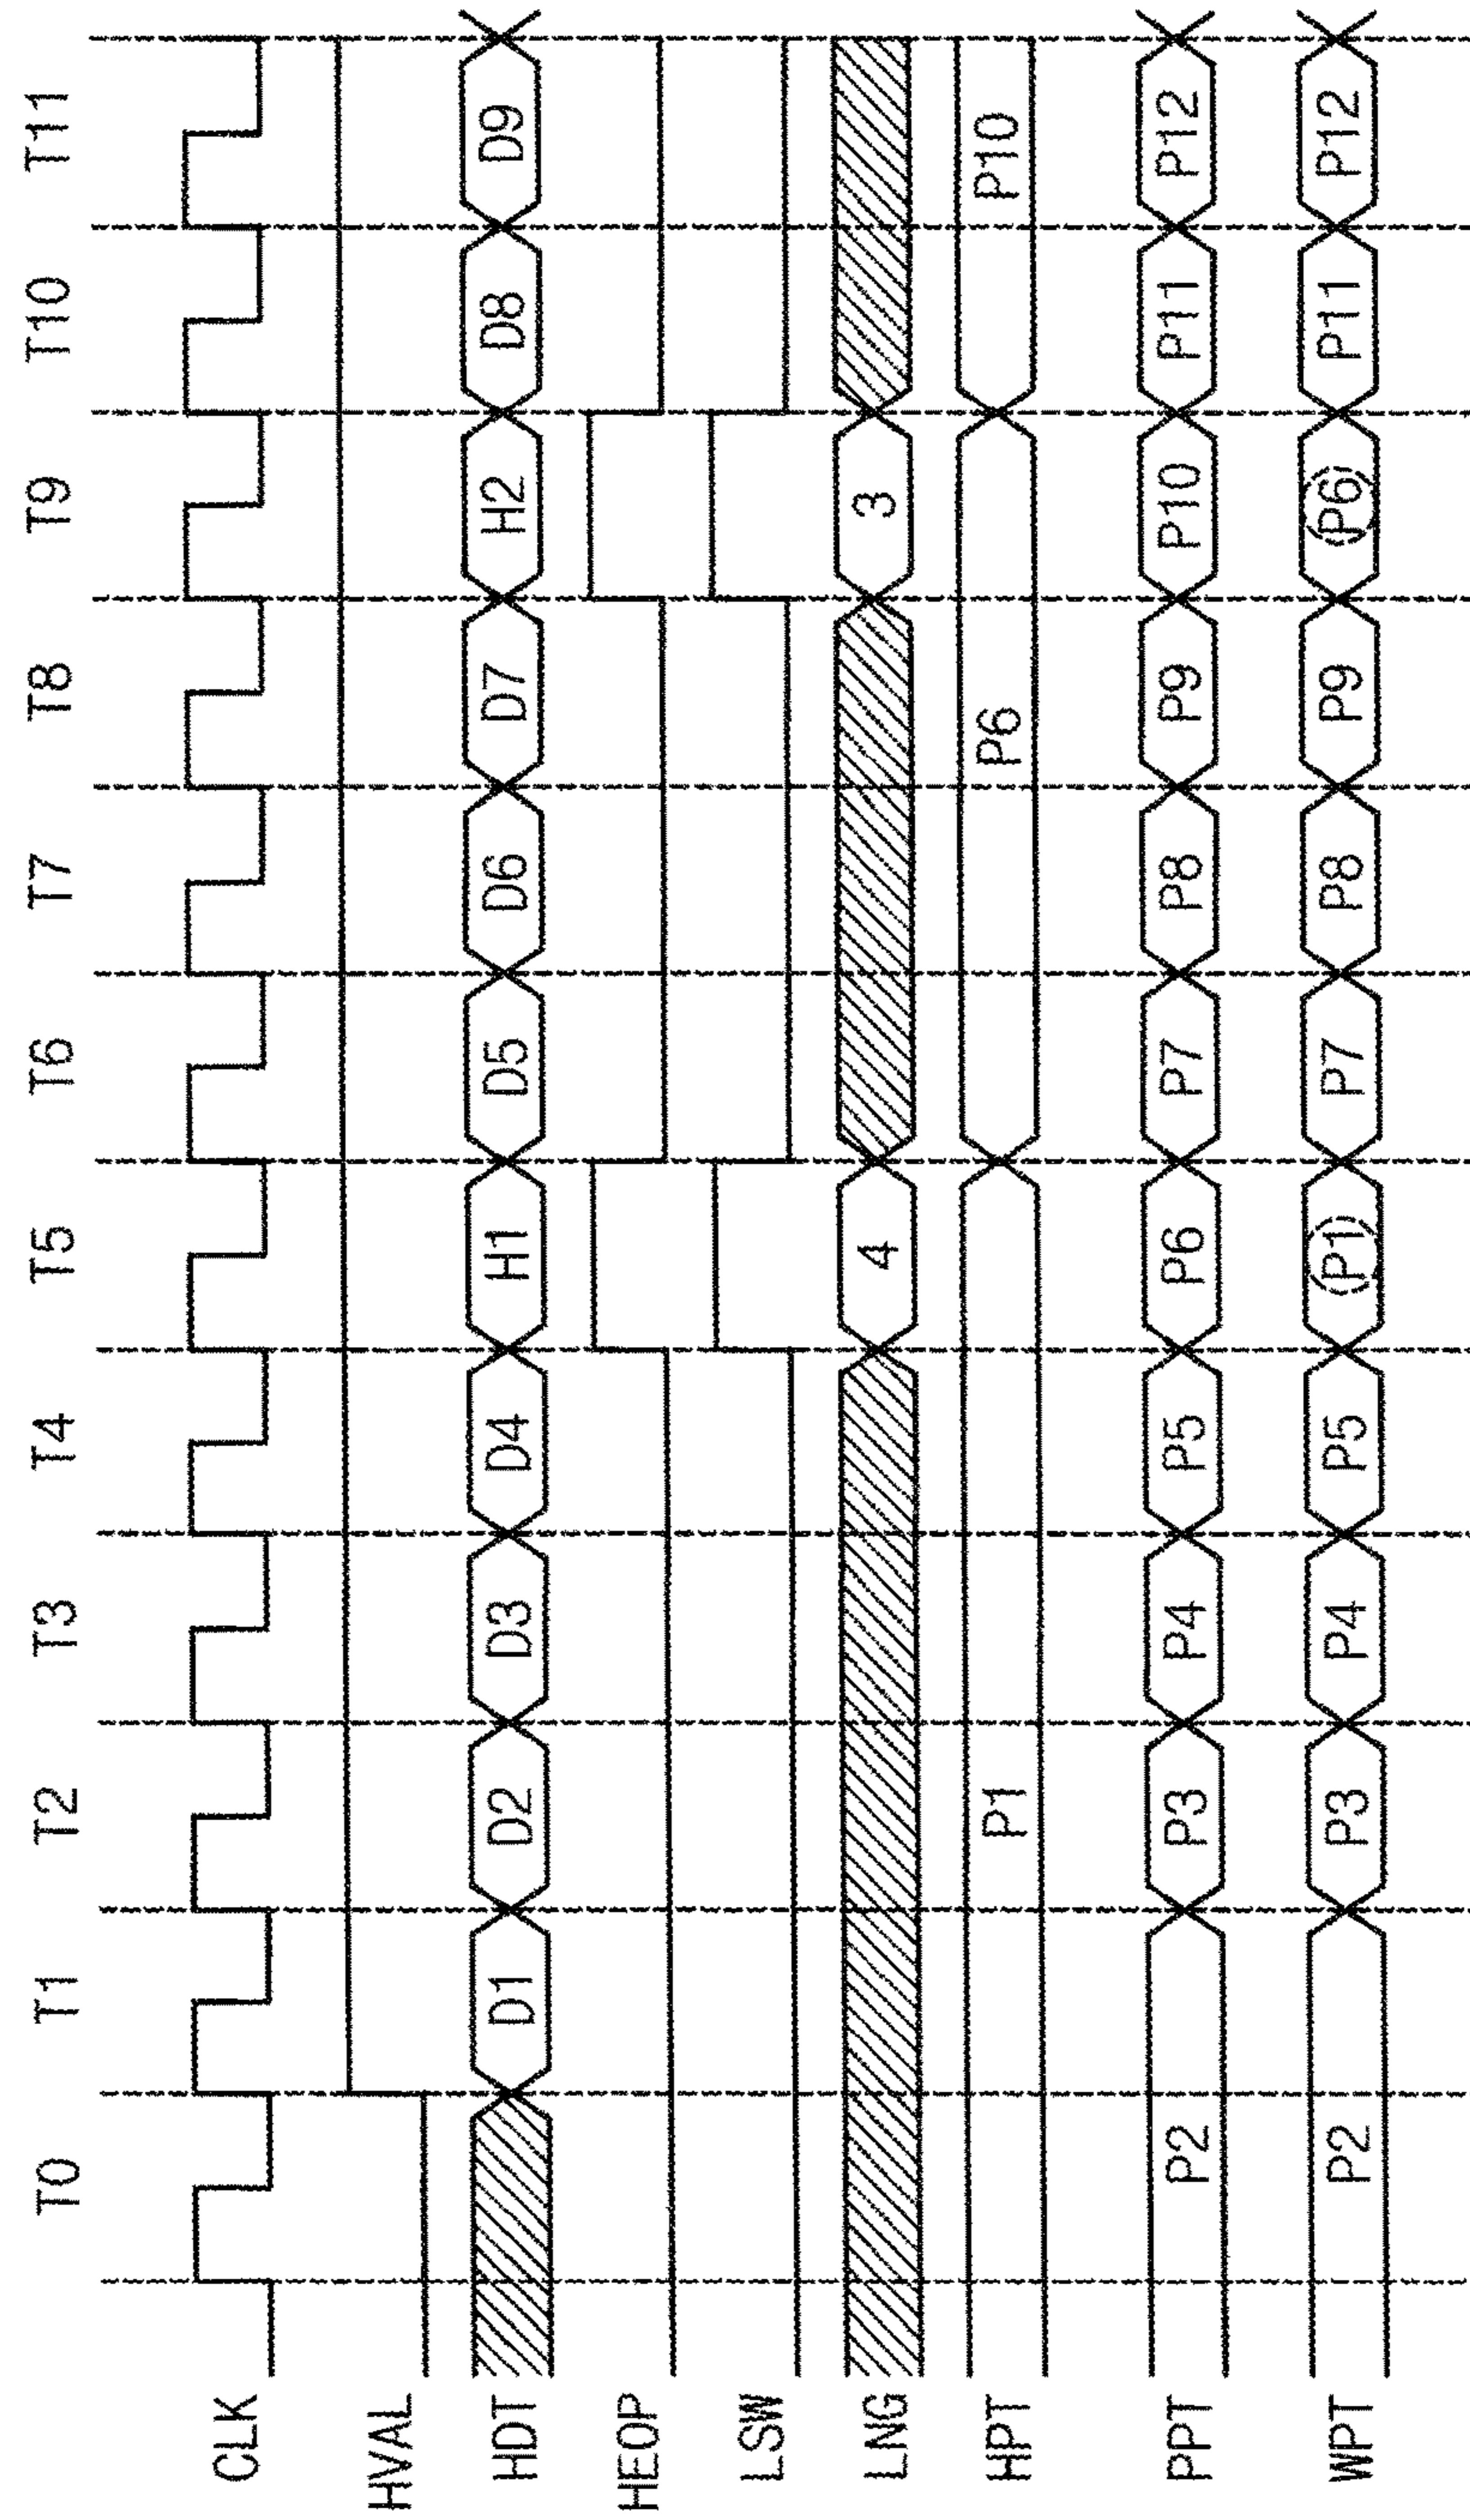 T0 T1 T2 T3 T4 T5 T6 T7 T8 T9 T10 T11
CLK
HVAL
HDT D1 D2 D3 D4 H1 D5 D6 D7 H2 D8 D9
HEOP
LSW
LNG 4 3
HPT P1 P6 P10
PPT P2 P3 P4 P5 P6 P7 P8 P9 P10 P11 P12
WPT P2 P3 P4 P5 (P1) P7 P8 P9 (P6) P11 P12